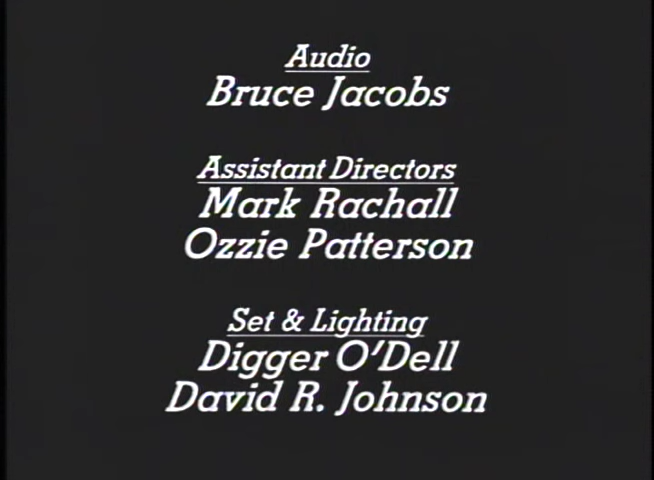 Audio
Bruce Jacobs
Assistant Directors
Mark Rachall
Ozzie Patterson
Set & Lighting
Digger O'Dell
David R. Johnson